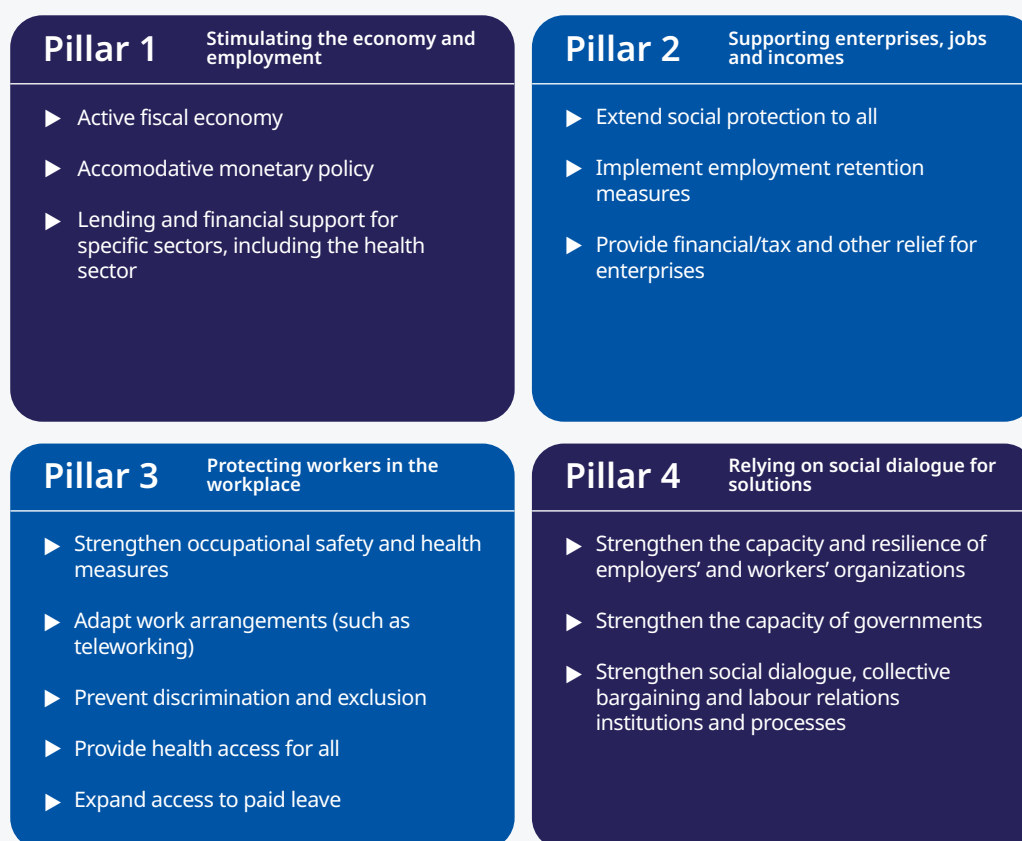 Pillar 1
Stimulating the economy and
employment
Active fiscal economy
Accomodative monetary policy
Lending and financial support for
specific sectors, including the health
sector
Pillar 2
Supporting enterprises, jobs
and incomes
Extend social protection to all
Implement employment retention
measures
Provide financial/tax and other relief for
enterprises
Pillar 3
Protecting workers in the
workplace
Strengthen occupational safety and health
measures
Adapt work arrangements (such as
teleworking)
Prevent discrimination and exclusion
Provide health access for all
Expand access to paid leave
Pillar 4
Relying on social dialogue for
solutions
Strengthen the capacity and resilience of
employers’ and workers’ organizations
Strengthen the capacity of governments
Strengthen social dialogue, collective
bargaining and labour relations
institutions and processes